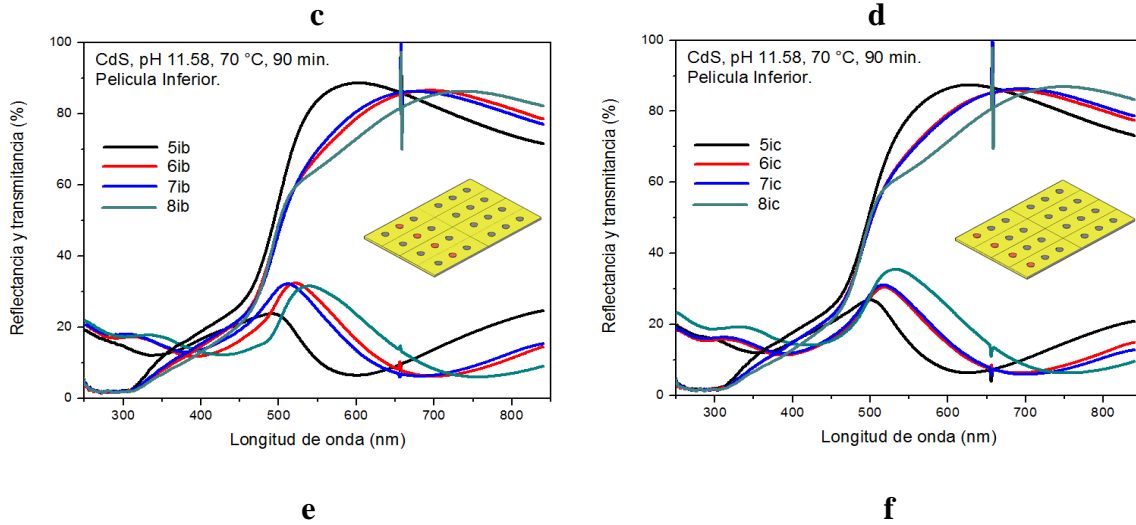 c
d
CdS, pH 11.58, 70 °C, 90 min.
Pelicula Inferior.
5ib
6ib
7ib
8ib
Reflectancia y transmitancia (%)
100
80
60
40
20
0
300
400
500
600
700
800
Longitud de onda (nm)
CdS, pH 11.58, 70 °C, 90 min.
Pelicula Inferior.
5ic
6ic
7ic
8ic
Reflectancia y transmitancia (%)
100
80
60
40
20
0
300
400
500
600
700
800
Longitud de onda (nm)
e
f